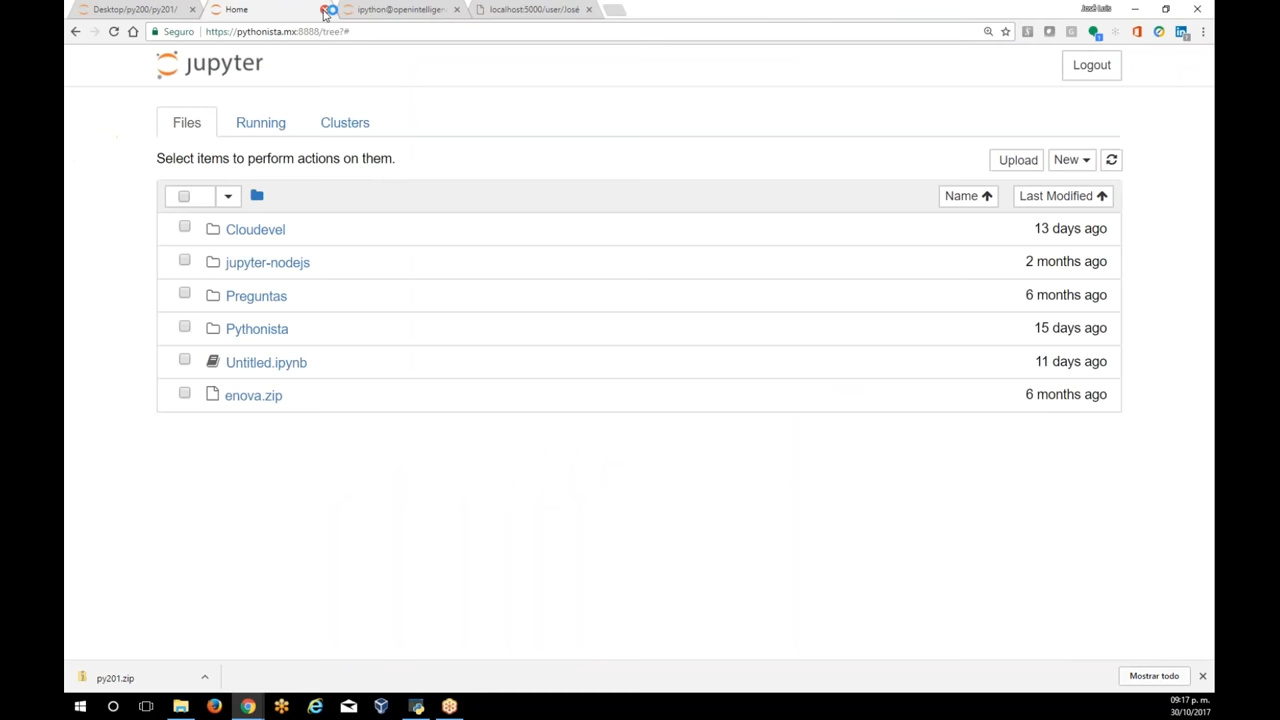 Desktop/py200/py201/
Home
ipython@openintelliger
localhost:5000/user/José
José Luis
Seguro
https://pythonista.mx:8888/tree?#
jupyter
Logout
Files
Running
Clusters
Select items to perform actions on them.
Upload
New
Name
Last Modified
Cloudevel
13 days ago
jupyter-nodejs
2 months ago
Preguntas
6 months ago
Pythonista
15 days ago
Untitled.ipynb
11 days ago
enova.zip
6 months ago
py201.zip
Mostrar todo
09:17 p. m.
30/10/2017